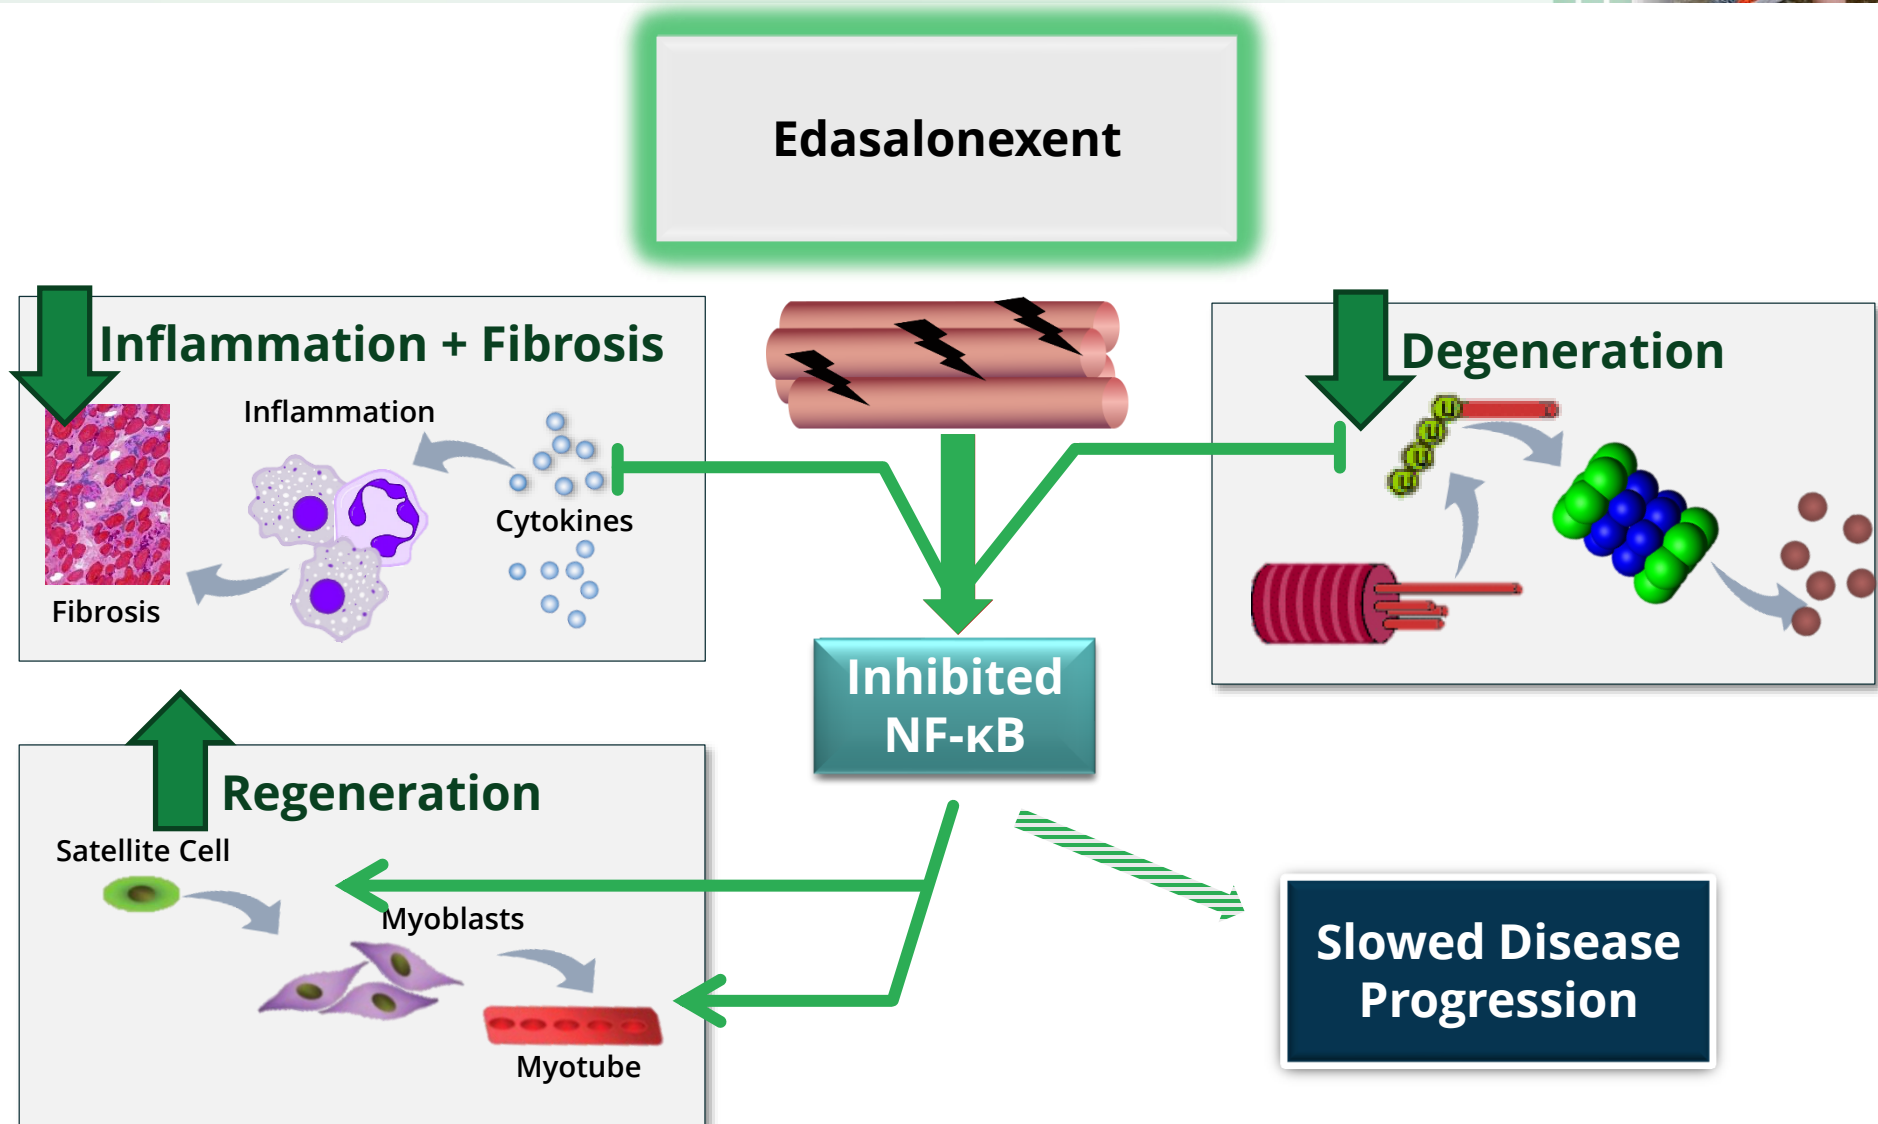 Edasalonexent
Inflammation + Fibrosis
Inflammation
Cytokines
Fibrosis
Degeneration
U
U
U
U
Inhibited
NF-κB
Regeneration
Satellite Cell
Myoblasts
Myotube
Slowed Disease
Progression